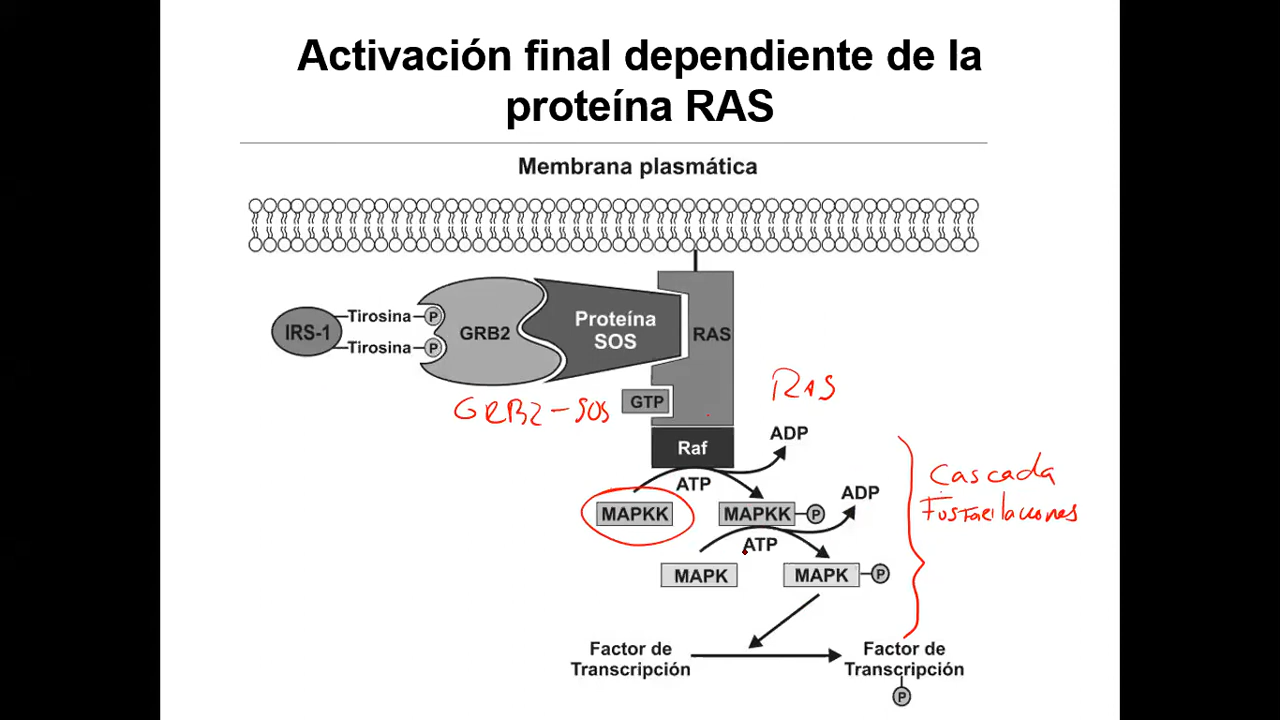 Activación final dependiente de la
proteína RAS
Membrana plasmática
IRS-1
Tirosina
P
Tirosina
P
GRB2
Proteína
SOS
RAS
GTP
GRB2-SOS
RAS
Raf
ADP
ATP
MAPKK
MAPKK
P
ADP
Cascada
Fosforilaciones
ATP
MAPK
MAPK
P
Factor de
Transcripción
Factor de
Transcripción
P